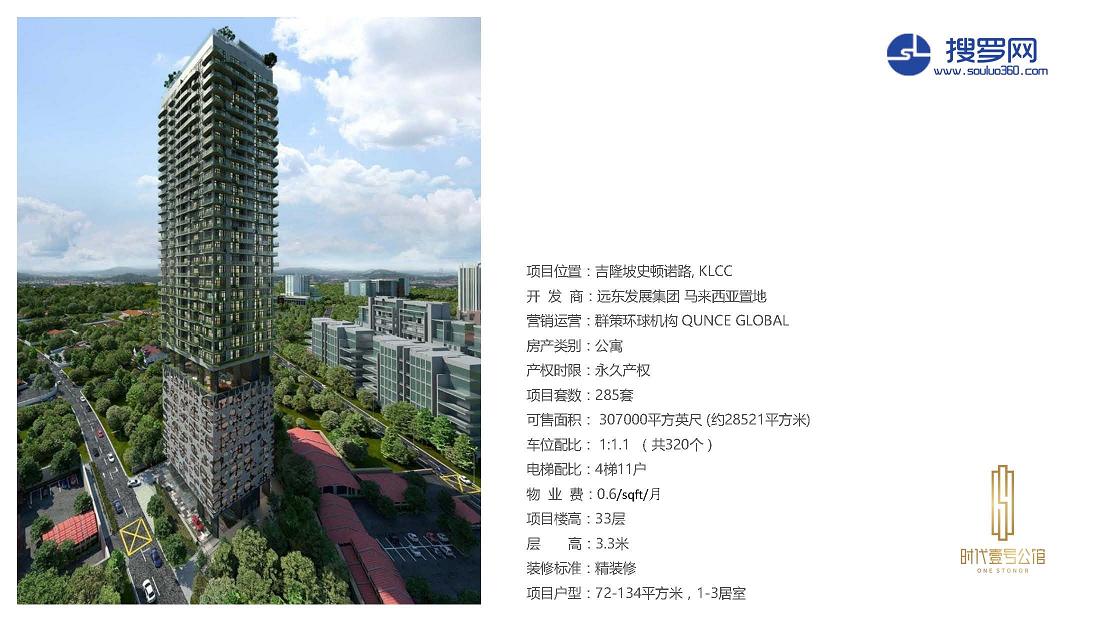 搜罗网
www.souluo360.com
项目位置：吉隆坡史顿诺路, KLCC
开 发 商：远东发展集团 马来西亚置地
营销运营：群策环球机构 QUNCE GLOBAL
房产类别：公寓
产权时限：永久产权
项目套数：285套
可售面积： 307000平方英尺 (约28521平方米)
车位配比： 1:1.1 （ 共320个 ）
电梯配比：4梯11户
物 业 费：0.6/sqft/月
项目楼高：33层
层 高：3.3米
装修标准：精装修
项目户型：72-134平方米，1-3居室
时代壹号公馆
ONE STONOR